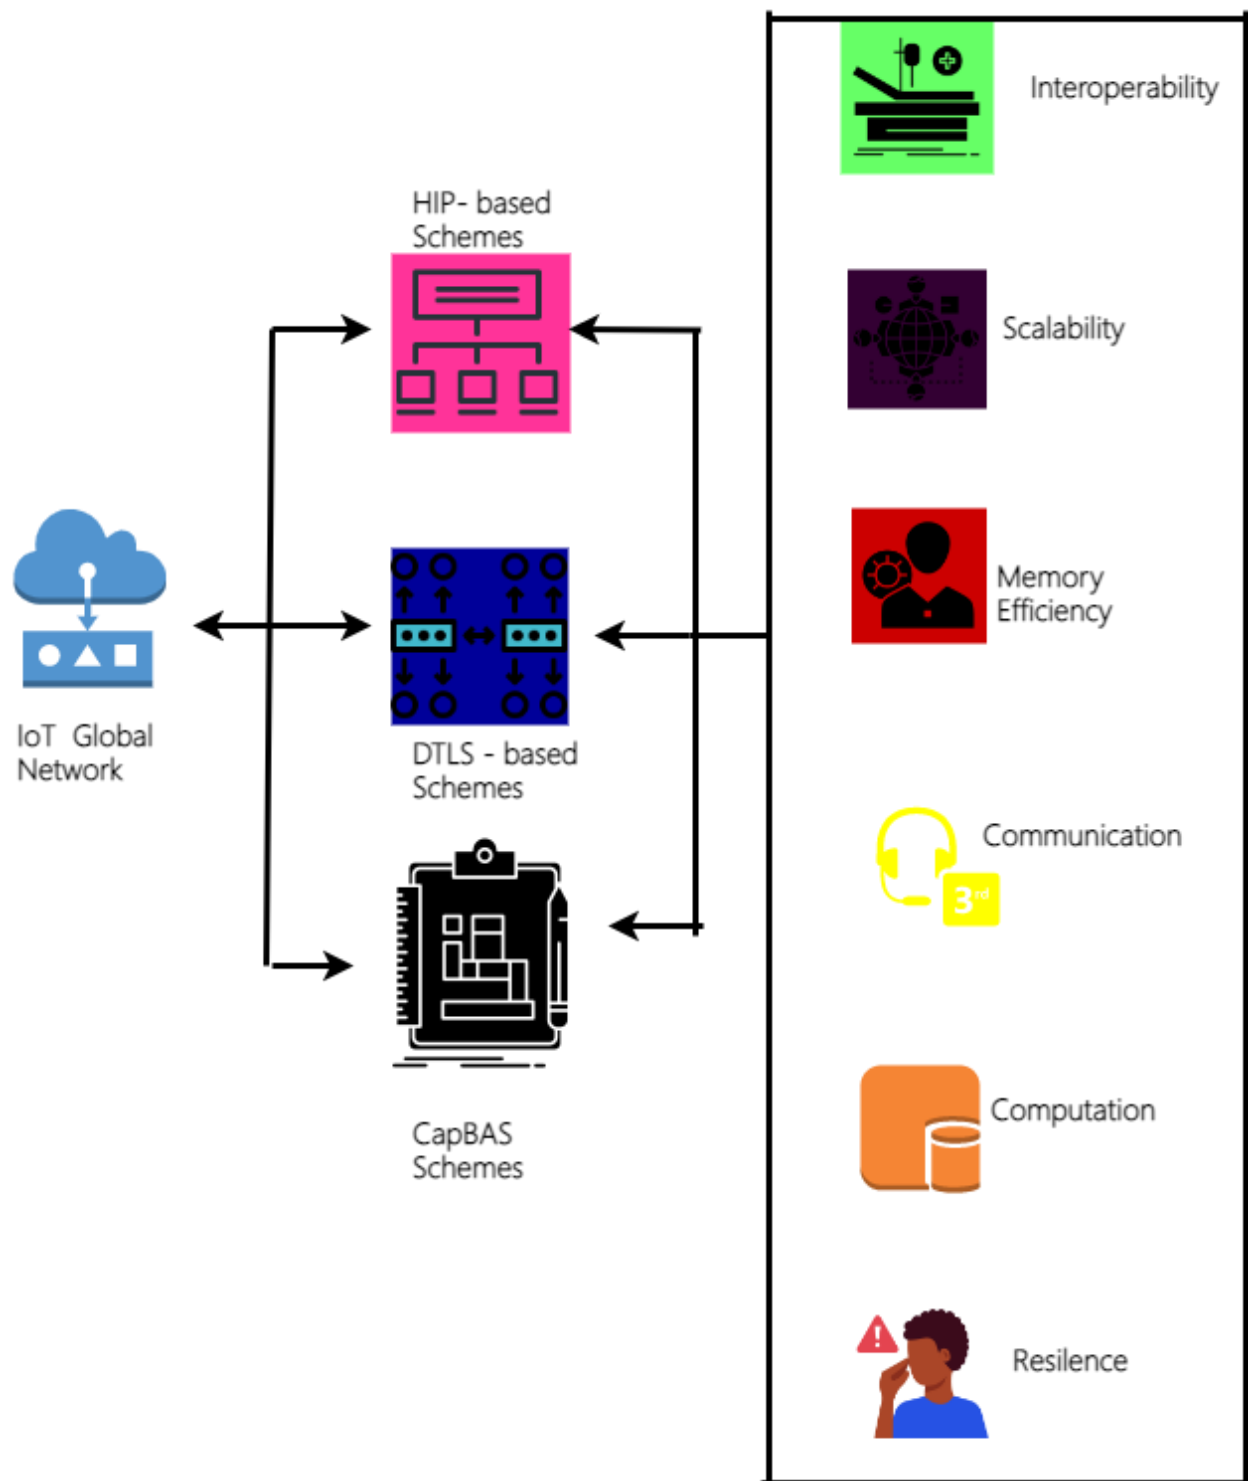 Interoperability
HIP- based
Schemes
Scalability
Memory
Efficiency
IoT Global
Network
DTLS - based
Schemes
Communication
3rd
Computation
CapBAS
Schemes
Resilence